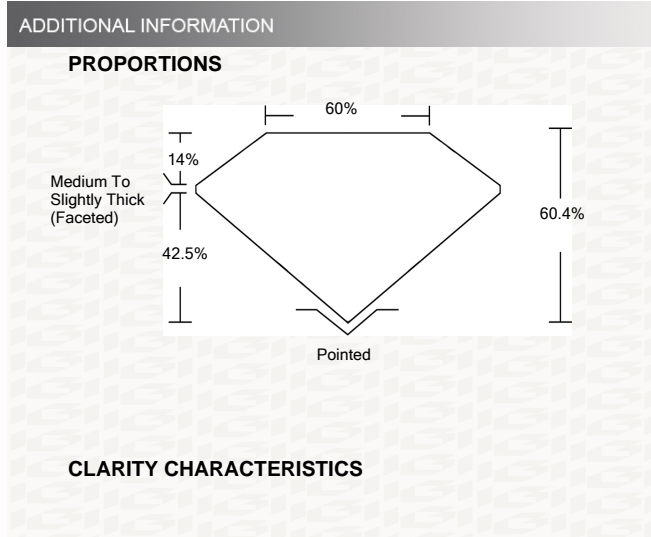 ADDITIONAL INFORMATION
PROPORTIONS
60%
14%
Medium To
Slightly Thick
(Faceted)
60.4%
42.5%
Pointed
CLARITY CHARACTERISTICS